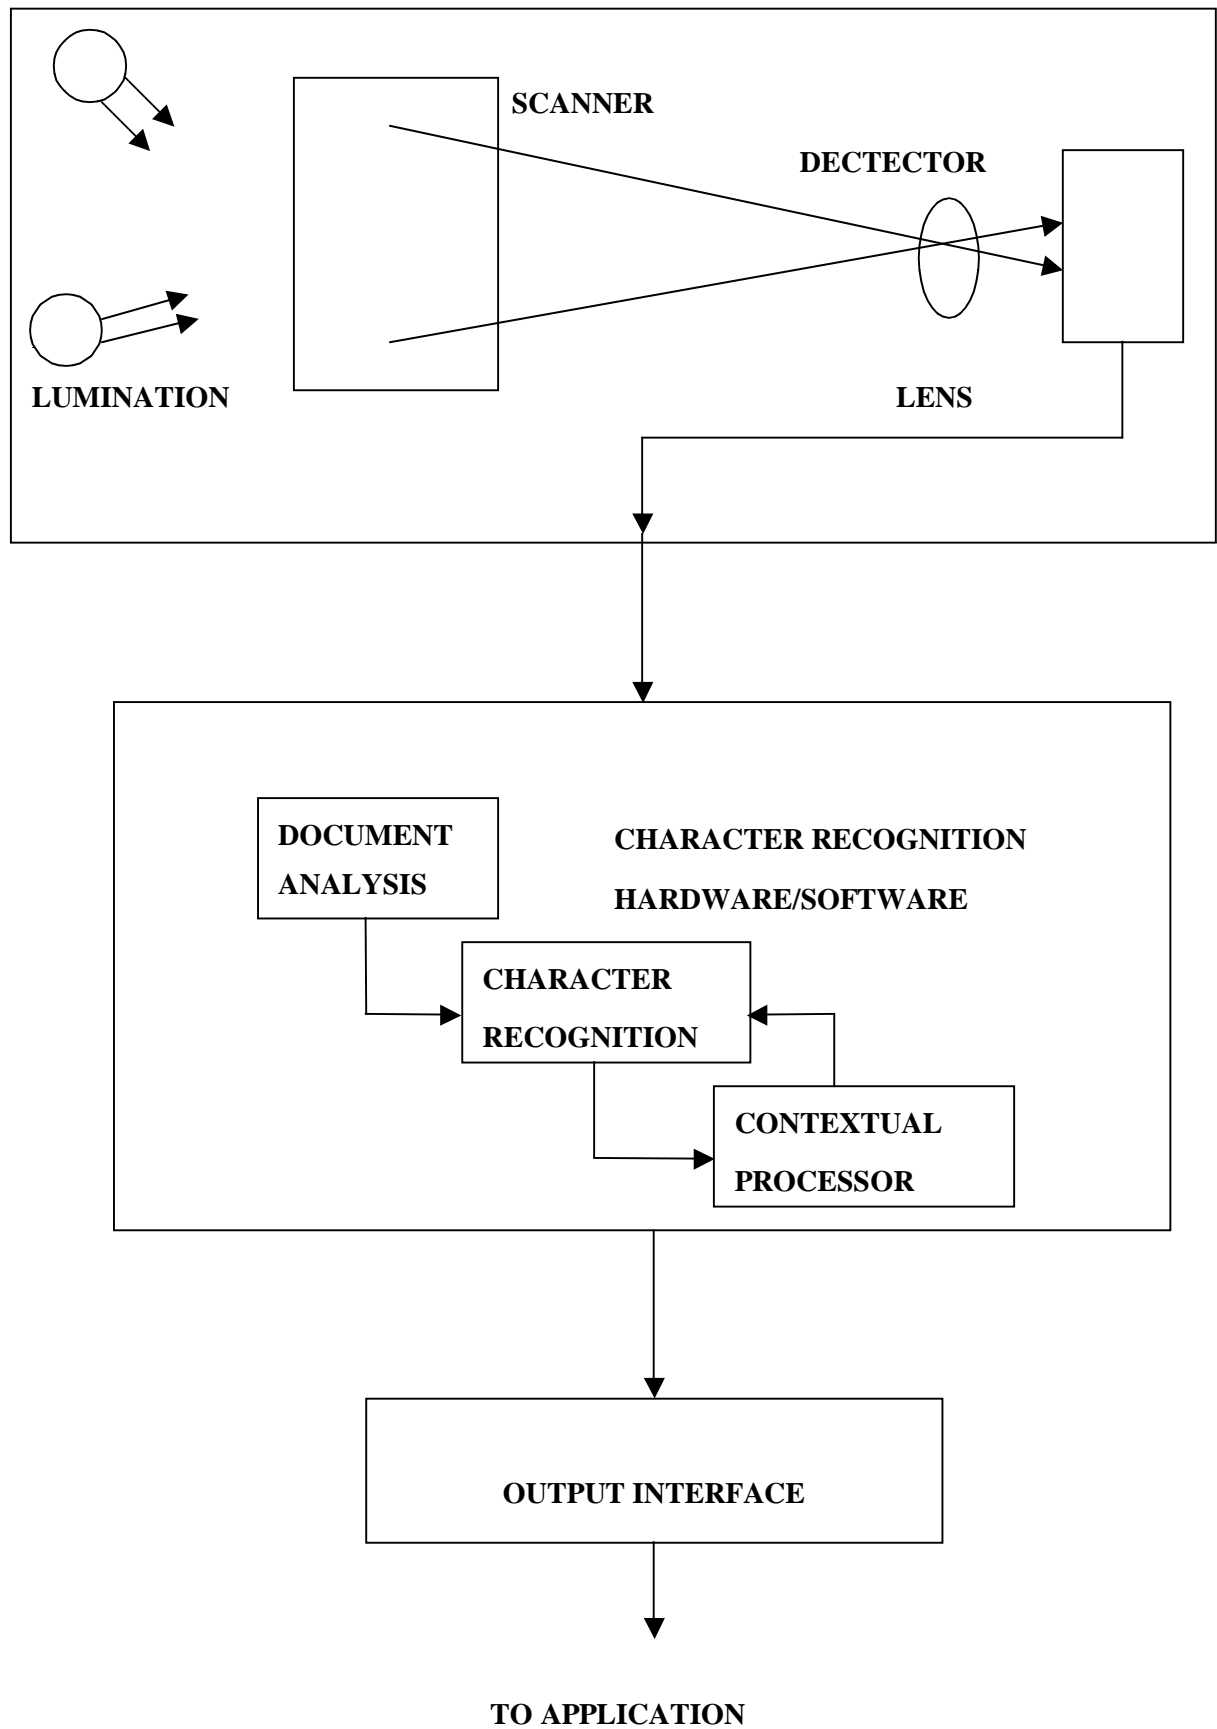 SCANNER
DECTECTOR
LUMINATION
LENS
DOCUMENT
ANALYSIS
CHARACTER RECOGNITION
HARDWARE/SOFTWARE
CHARACTER
RECOGNITION
CONTEXTUAL
PROCESSOR
OUTPUT INTERFACE
TO APPLICATION